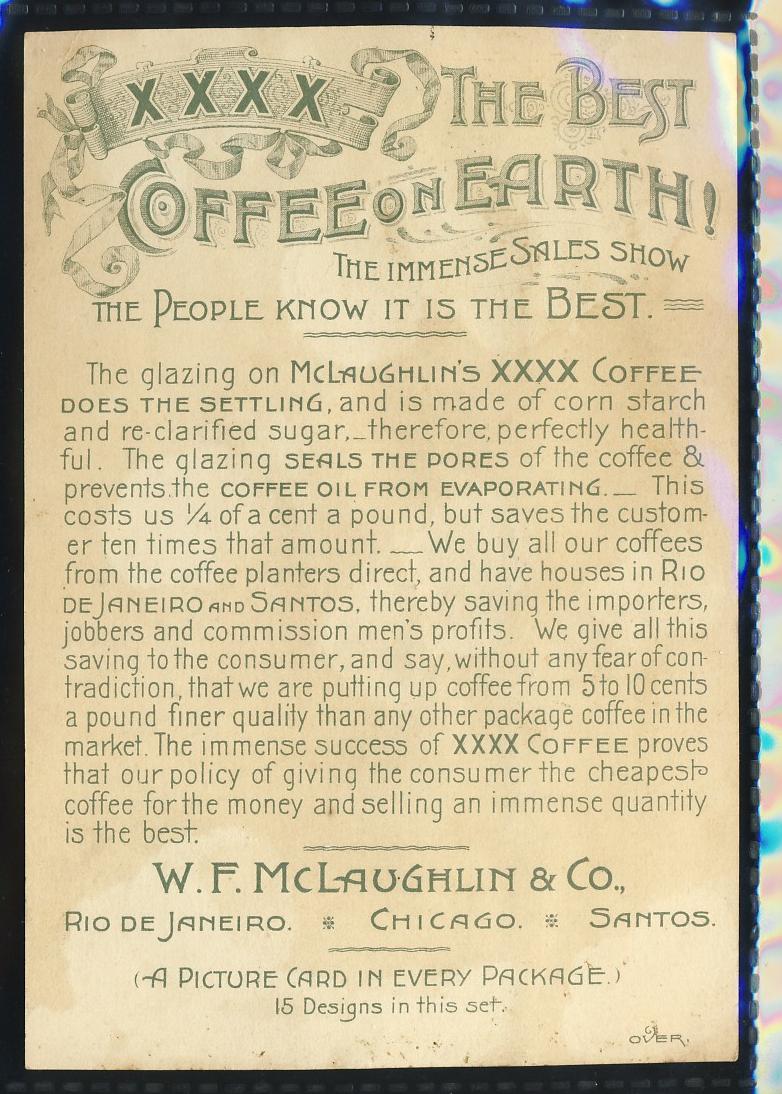 XXXX THE BEST
COFFEE ON EARTH!
THE IMMENSE SALES SHOW
THE PEOPLE KNOW IT IS THE BEST.
The glazing on MCLAUGHLIN'S XXXX COFFEE
DOES THE SETTLING, and is made of corn starch
and re-clarified sugar,_therefore, perfectly health-
ful. The glazing SEALS THE PORES of the coffee &
prevents.the COFFEE OIL FROM EVAPORATING. _ This
costs us ¼ of a cent a pound, but saves the custom-
er ten times that amount. __ We buy all our coffees
from the coffee planters direct, and have houses in RIO
DE JANEIRO AND SANTOS, thereby saving the importers,
jobbers and commission men's profits. We give all this
saving to the consumer, and say, without any fear of con-
tradiction, that we are putting up coffee from 5 to 10 cents
a pound finer quality than any other package coffee in the
market. The immense success of XXXX COFFEE proves
that our policy of giving the consumer the cheapest
coffee for the money and selling an immense quantity
is the best.
W. F. MCLAUGHLIN & CO.,
RIO DE JANEIRO. * CHICAGO. * SANTOS.
(A PICTURE CARD IN EVERY PACKAGE.)
15 Designs in this set.
OVER.